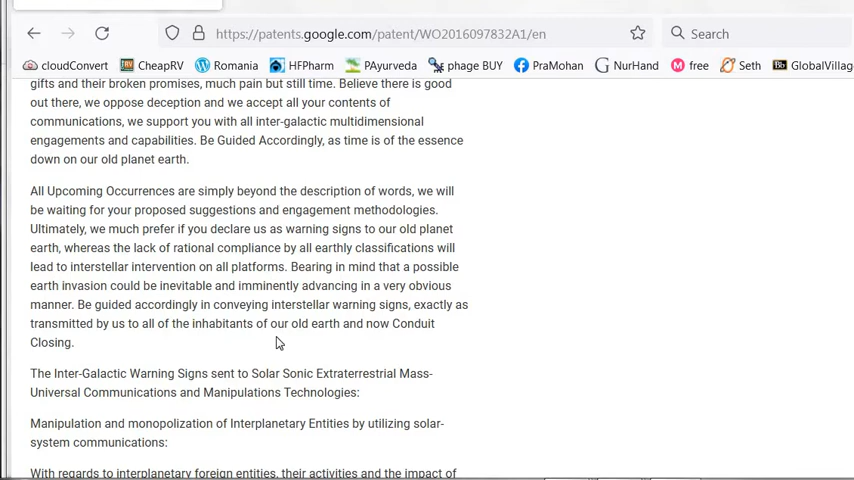 https://patents.google.com/patent/WO2016097832A1/en
Search
cloudConvert CheapRV Romania HFPharm PAyurveda phage BUY PraMohan NurHand free Seth GlobalVillag
gifts and their broken promises, much pain but still time. Believe there is good
out there, we oppose deception and we accept all your contents of
communications, we support you with all inter-galactic multidimensional
engagements and capabilities. Be Guided Accordingly, as time is of the essence
down on our old planet earth.
All Upcoming Occurrences are simply beyond the description of words, we will
be waiting for your proposed suggestions and engagement methodologies.
Ultimately, we much prefer if you declare us as warning signs to our old planet
earth, whereas the lack of rational compliance by all earthly classifications will
lead to interstellar intervention on all platforms. Bearing in mind that a possible
earth invasion could be inevitable and imminently advancing in a very obvious
manner. Be guided accordingly in conveying interstellar warning signs, exactly as
transmitted by us to all of the inhabitants of our old earth and now Conduit
Closing.
The Inter-Galactic Warning Signs sent to Solar Sonic Extraterrestrial Mass-
Universal Communications and Manipulations Technologies:
Manipulation and monopolization of Interplanetary Entities by utilizing solar-
system communications:
With regards to interplanetary foreign entities, their activities and the impact of